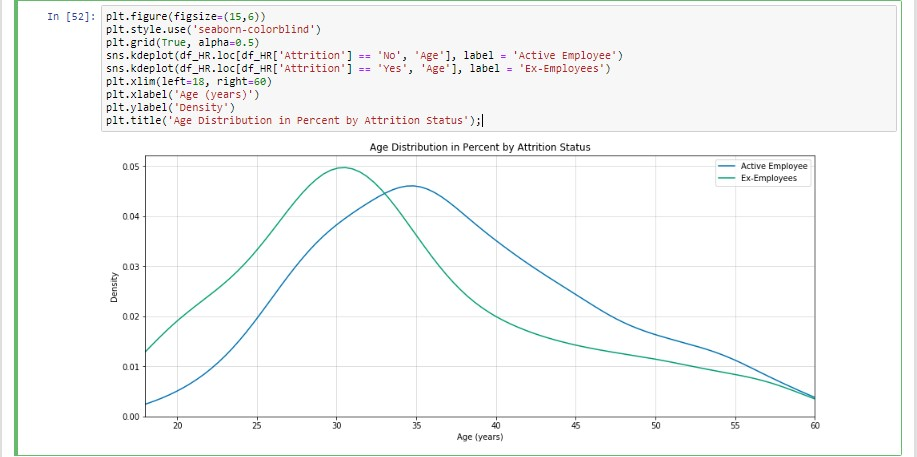 In [52]: plt.figure(figsize=(15,6))
plt.style.use('seaborn-colorblind')
plt.grid(True, alpha=0.5)
sns.kdeplot(df_HR.loc[df_HR['Attrition'] == 'No', 'Age'], label = 'Active Employee')
sns.kdeplot(df_HR.loc[df_HR['Attrition'] == 'Yes', 'Age'], label = 'Ex-Employees')
plt.xlim(left=18, right=60)
plt.xlabel('Age (years)')
plt.ylabel('Density')
plt.title('Age Distribution in Percent by Attrition Status');
Age Distribution in Percent by Attrition Status
Active Employee
Ex-Employees
0.05
0.04
0.03
0.02
0.01
0.00
Density
20 25 30 35 40 45 50 55 60
Age (years)